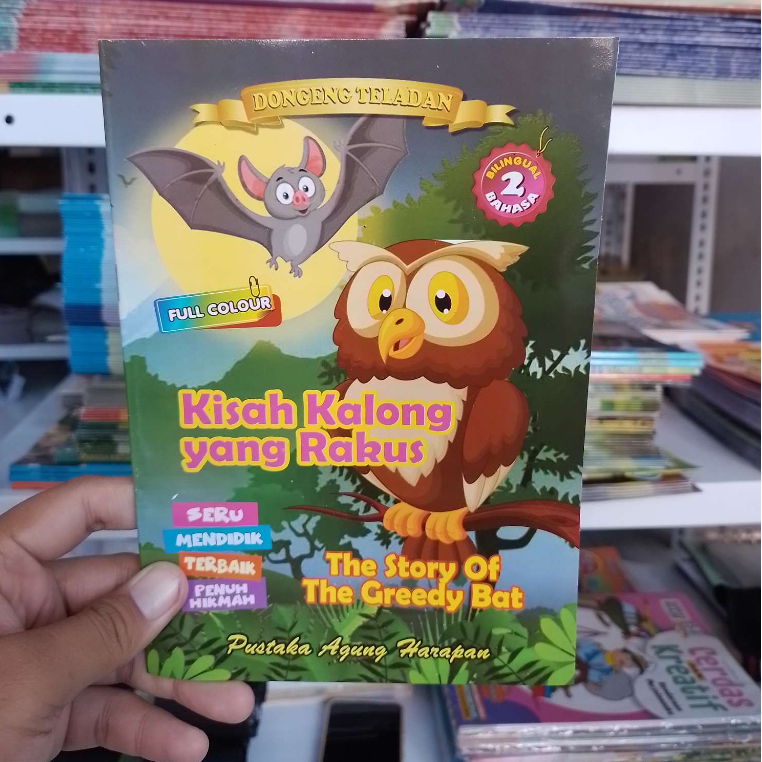 DONGENG TELADAN
BILINGUAL
2
BAHASA
FULL COLOUR
Kisah Kalong
yang Rakus
SERU
MENDIDIK
TERBAIK
PENUH
HIKMAH
The Story Of
The Greedy Bat
Pustaka Agung Harapan
cerdas
kreatif